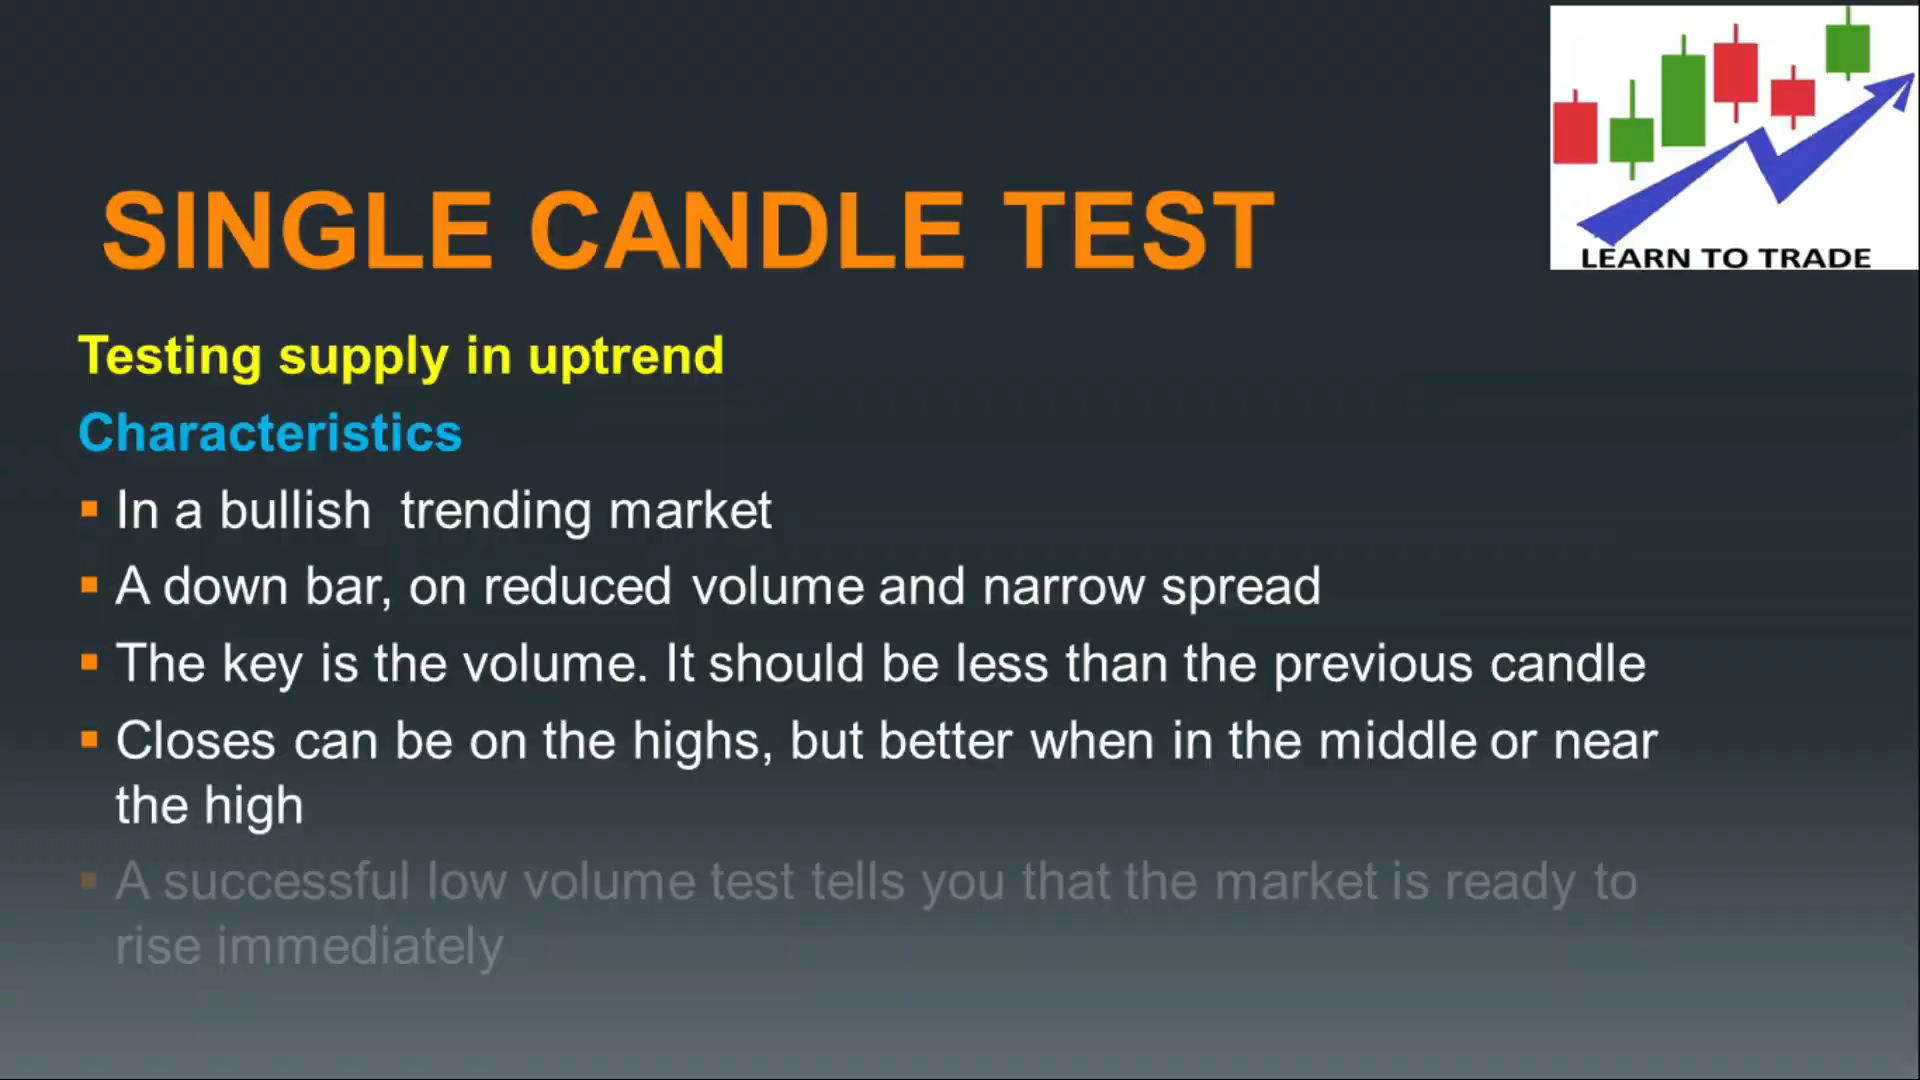 LEARN TO TRADE
SINGLE CANDLE TEST
Testing supply in uptrend
Characteristics
▪ In a bullish trending market
▪ A down bar, on reduced volume and narrow spread
▪ The key is the volume. It should be less than the previous candle
▪ Closes can be on the highs, but better when in the middle or near
the high
▪ A successful low volume test tells you that the market is ready to
rise immediately